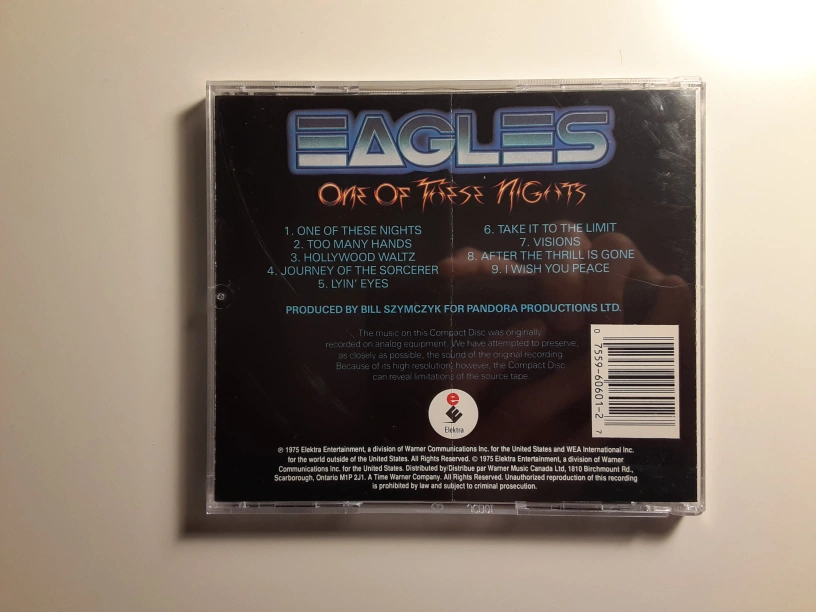 EAGLES
ONE OF THESE NIGHTS
1. ONE OF THESE NIGHTS
2. TOO MANY HANDS
3. HOLLYWOOD WALTZ
4. JOURNEY OF THE SORCERER
5. LYIN' EYES
6. TAKE IT TO THE LIMIT
7. VISIONS
8. AFTER THE THRILL IS GONE
9. I WISH YOU PEACE
PRODUCED BY BILL SZYMCZYK FOR PANDORA PRODUCTIONS LTD.
The music on this Compact Disc was originally
recorded on analog equipment. We have attempted to preserve,
as closely as possible, the sound of the original recording.
Because of its high resolution, however, the Compact Disc
can reveal limitations of the source tape.
0 7559-60601-2 7
e
Elektra
℗ 1975 Elektra Entertainment, a division of Warner Communications Inc. for the United States and WEA International Inc.
for the world outside of the United States. All Rights Reserved. © 1975 Elektra Entertainment, a division of Warner
Communications Inc. for the United States. Distributed by/Distribue par Warner Music Canada Ltd, 1810 Birchmount Rd.,
Scarborough, Ontario M1P 2J1. A Time Warner Company. All Rights Reserved. Unauthorized reproduction of this recording
is prohibited by law and subject to criminal prosecution.